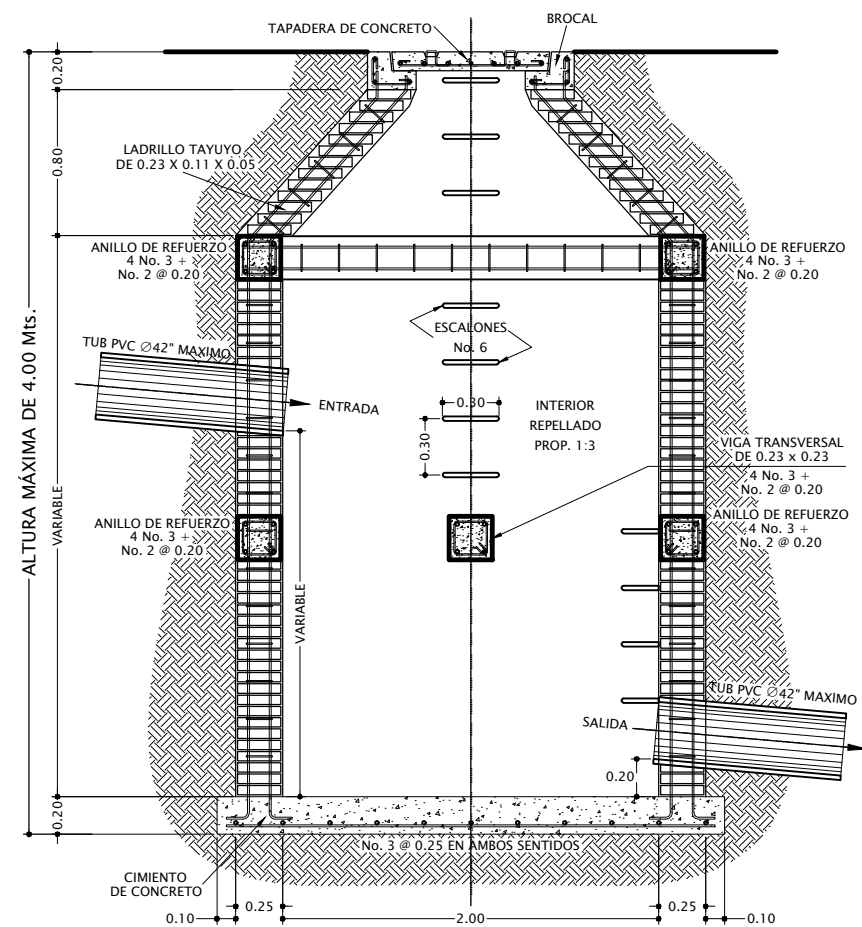 TAPADERA DE CONCRETO
BROCAL
0.20
LADRILLO TAYUYO
DE 0.23 X 0.11 X 0.05
0.80
ANILLO DE REFUERZO
4 No. 3 +
No. 2 @ 0.20
ANILLO DE REFUERZO
4 No. 3 +
No. 2 @ 0.20
ALTURA MÁXIMA DE 4.00 Mts.
VARIABLE
ESCALONES
No. 6
TUB PVC Ø42" MAXIMO
ENTRADA
0.30
0.30
INTERIOR
REPELLADO
PROP. 1:3
VIGA TRANSVERSAL
DE 0.23 x 0.23
4 No. 3 +
No. 2 @ 0.20
ANILLO DE REFUERZO
4 No. 3 +
No. 2 @ 0.20
ANILLO DE REFUERZO
4 No. 3 +
No. 2 @ 0.20
VARIABLE
TUB PVC Ø42" MAXIMO
SALIDA
0.20
0.20
No. 3 @ 0.25 EN AMBOS SENTIDOS
CIMIENTO
DE CONCRETO
0.10
0.25
2.00
0.25
0.10